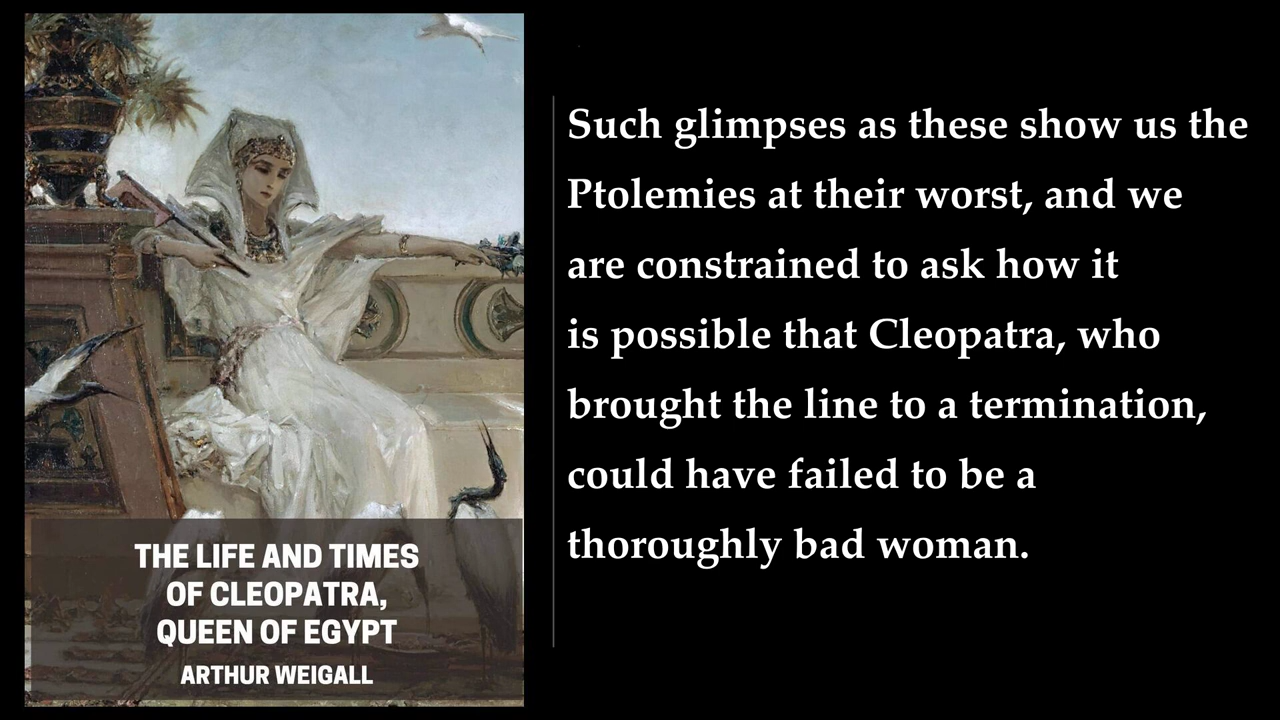 THE LIFE AND TIMES
OF CLEOPATRA,
QUEEN OF EGYPT
ARTHUR WEIGALL
Such glimpses as these show us the
Ptolemies at their worst, and we
are constrained to ask how it
is possible that Cleopatra, who
brought the line to a termination,
could have failed to be a
thoroughly bad woman.